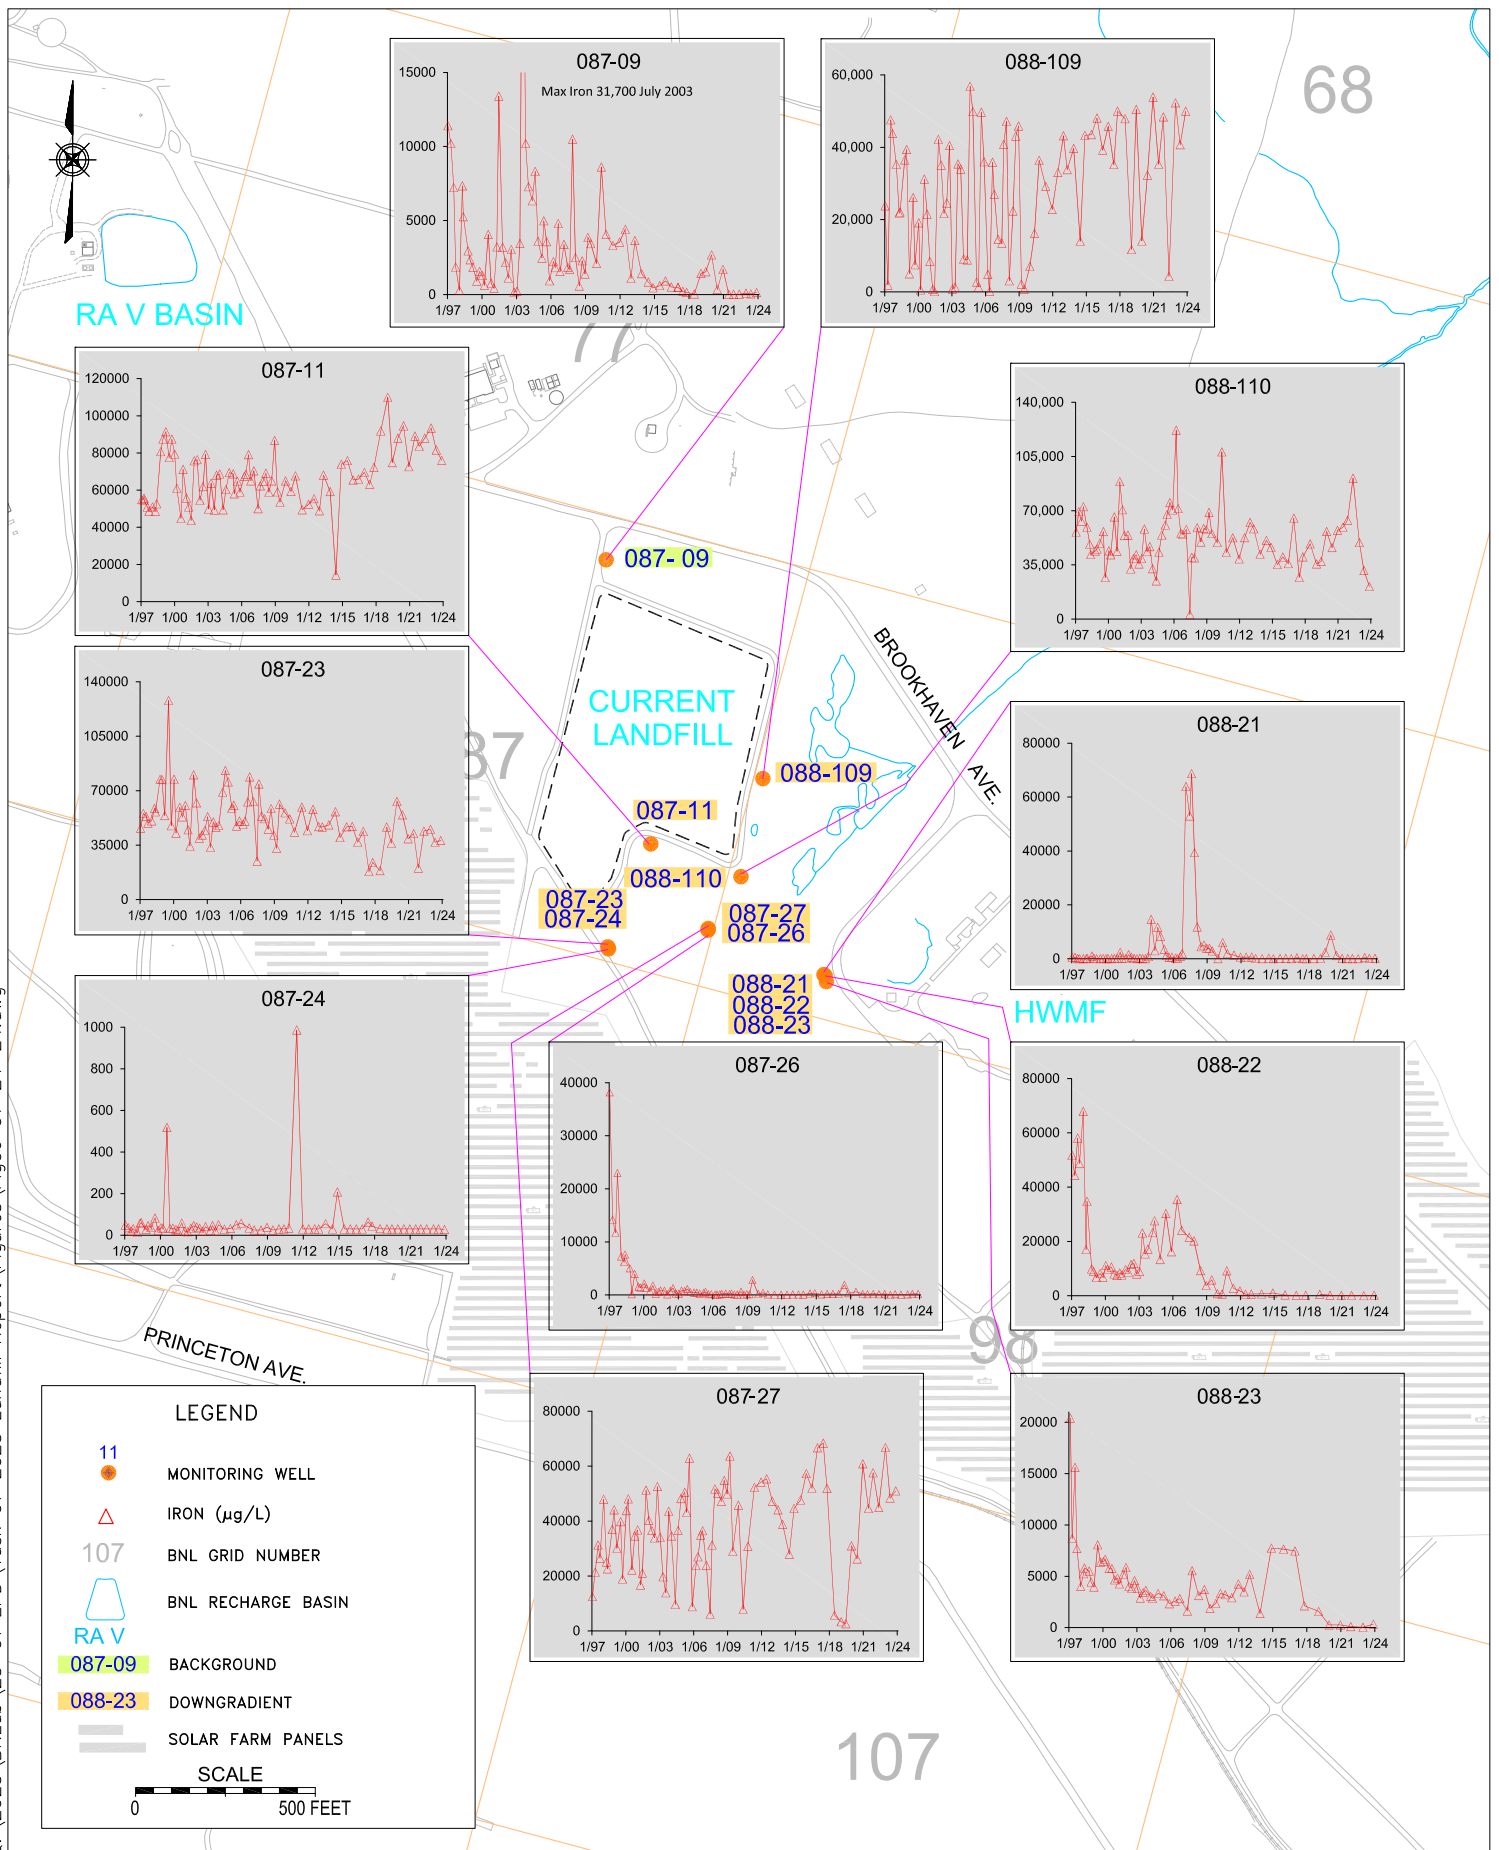 087-09
Max Iron 31,700 July 2003
15000
10000
5000
0
1/97 1/00 1/03 1/06 1/09 1/12 1/15 1/18 1/21 1/24
088-109
60,000
40,000
20,000
0
1/97 1/00 1/03 1/06 1/09 1/12 1/15 1/18 1/21 1/24
68
RA V BASIN
77
087-11
120000
100000
80000
60000
40000
20000
0
1/97 1/00 1/03 1/06 1/09 1/12 1/15 1/18 1/21 1/24
088-110
140,000
105,000
70,000
35,000
0
1/97 1/00 1/03 1/06 1/09 1/12 1/15 1/18 1/21 1/24
087- 09
BROOKHAVEN AVE.
087-23
140000
105000
70000
35000
0
1/97 1/00 1/03 1/06 1/09 1/12 1/15 1/18 1/21 1/24
CURRENT
LANDFILL
87
088-109
087-11
088-110
087-23
087-24
087-27
087-26
088-21
088-22
088-23
088-21
80000
60000
40000
20000
0
1/97 1/00 1/03 1/06 1/09 1/12 1/15 1/18 1/21 1/24
HWMF
087-24
1000
800
600
400
200
0
1/97 1/00 1/03 1/06 1/09 1/12 1/15 1/18 1/21 1/24
087-26
40000
30000
20000
10000
0
1/97 1/00 1/03 1/06 1/09 1/12 1/15 1/18 1/21 1/24
088-22
80000
60000
40000
20000
0
1/97 1/00 1/03 1/06 1/09 1/12 1/15 1/18 1/21 1/24
98
PRINCETON AVE.
087-27
80000
60000
40000
20000
0
1/97 1/00 1/03 1/06 1/09 1/12 1/15 1/18 1/21 1/24
088-23
20000
15000
10000
5000
0
1/97 1/00 1/03 1/06 1/09 1/12 1/15 1/18 1/21 1/24
LEGEND
11
MONITORING WELL
IRON (µg/L)
107 BNL GRID NUMBER
BNL RECHARGE BASIN
RA V
087-09 BACKGROUND
088-23 DOWNGRADIENT
SOLAR FARM PANELS
SCALE
0 500 FEET
107